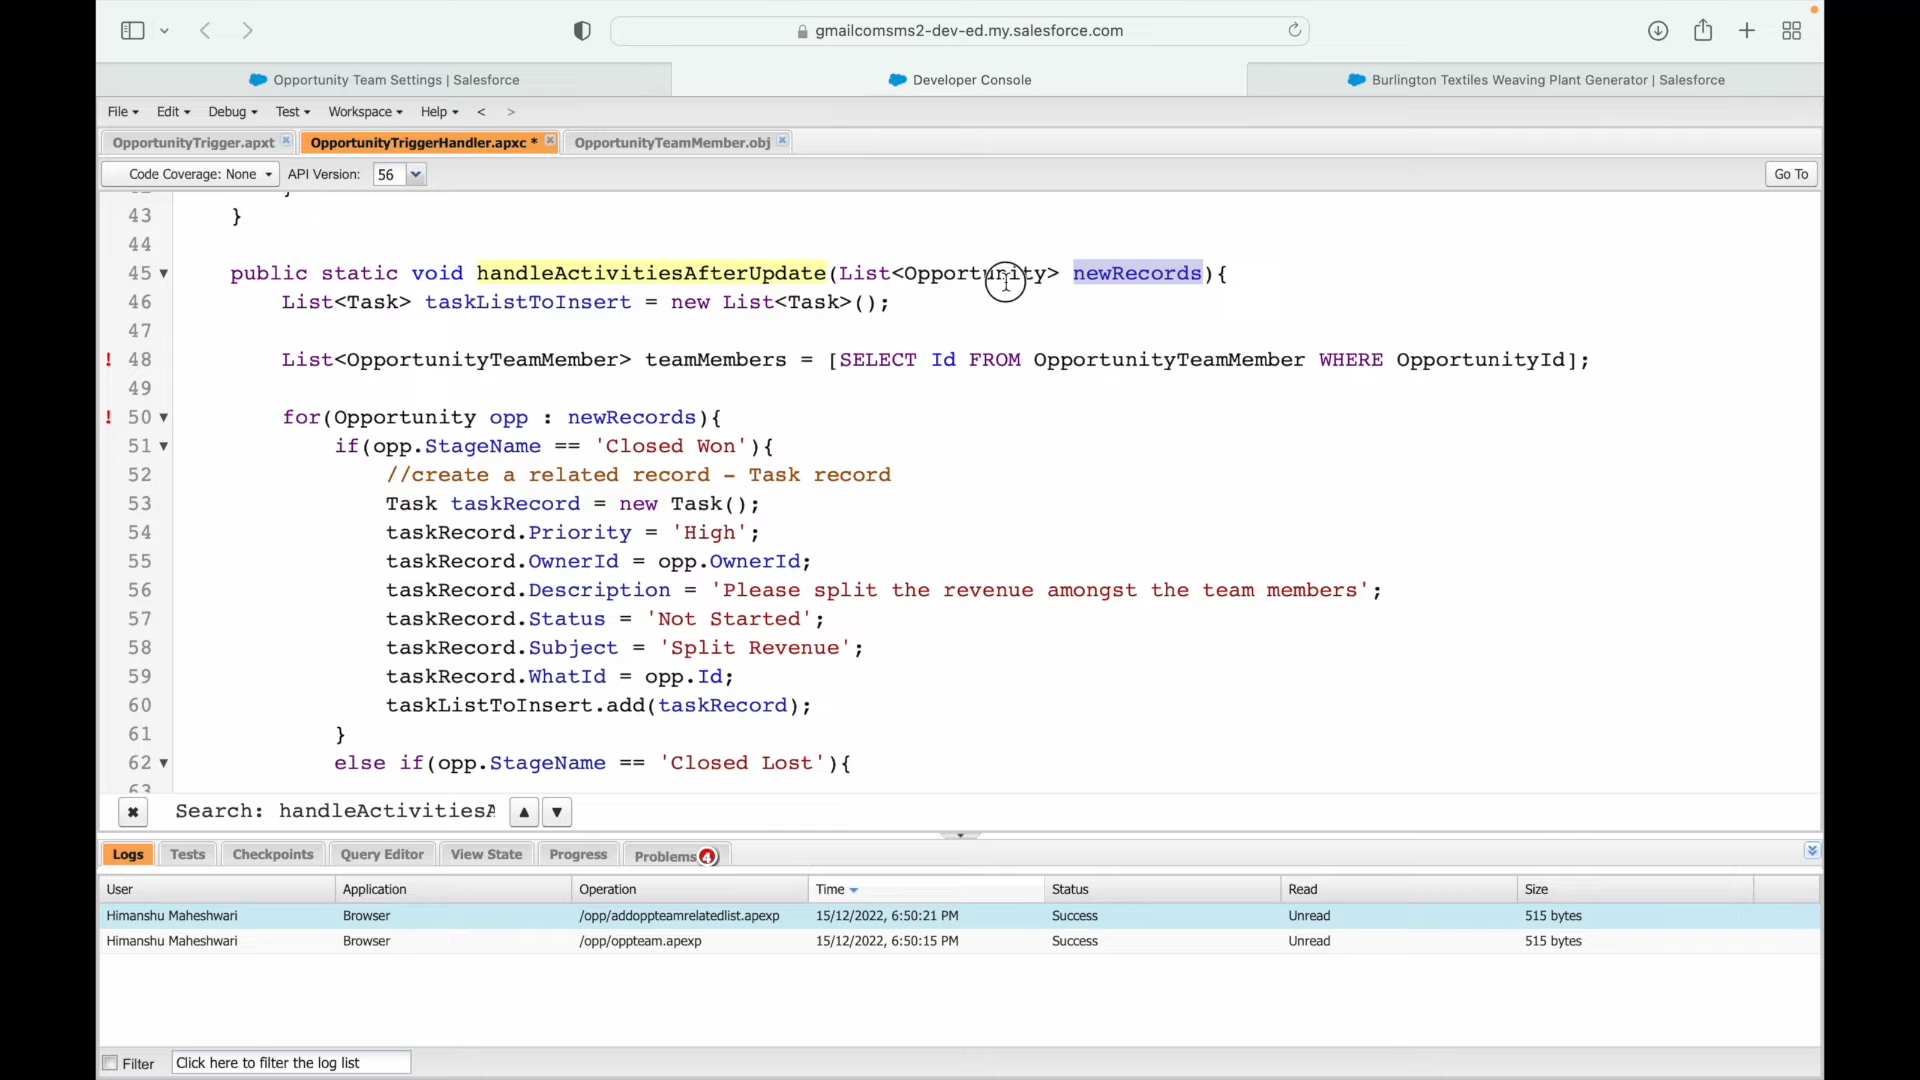 gmailcomsms2-dev-ed.my.salesforce.com
Opportunity Team Settings | Salesforce
Developer Console
Burlington Textiles Weaving Plant Generator | Salesforce
File Edit Debug Test Workspace Help < >
OpportunityTrigger.apxt
OpportunityTriggerHandler.apxc *
OpportunityTeamMember.obj
Code Coverage: None API Version: 56 Go To
43 }
44
45 public static void handleActivitiesAfterUpdate(List<Opportunity> newRecords){
46 List<Task> taskListToInsert = new List<Task>();
47
! 48 List<OpportunityTeamMember> teamMembers = [SELECT Id FROM OpportunityTeamMember WHERE OpportunityId];
49
! 50 for(Opportunity opp : newRecords){
51 if(opp.StageName == 'Closed Won'){
52 //create a related record - Task record
53 Task taskRecord = new Task();
54 taskRecord.Priority = 'High';
55 taskRecord.OwnerId = opp.OwnerId;
56 taskRecord.Description = 'Please split the revenue amongst the team members';
57 taskRecord.Status = 'Not Started';
58 taskRecord.Subject = 'Split Revenue';
59 taskRecord.WhatId = opp.Id;
60 taskListToInsert.add(taskRecord);
61 }
62 else if(opp.StageName == 'Closed Lost'){
63
Search: handleActivitiesA
Logs Tests Checkpoints Query Editor View State Progress Problems 4
User Application Operation Time Status Read Size
Himanshu Maheshwari Browser /opp/addoppteamrelatedlist.apexp 15/12/2022, 6:50:21 PM Success Unread 515 bytes
Himanshu Maheshwari Browser /opp/oppteam.apexp 15/12/2022, 6:50:15 PM Success Unread 515 bytes
Filter Click here to filter the log list